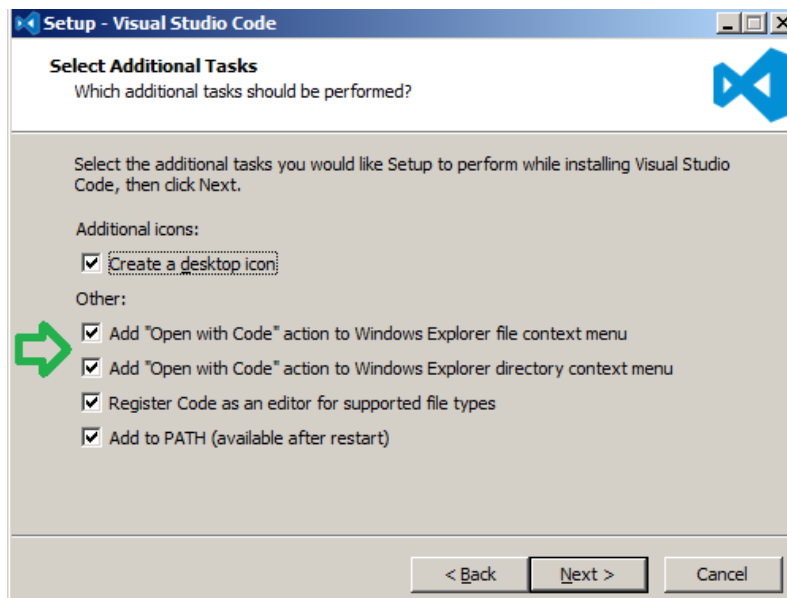 Setup - Visual Studio Code
Select Additional Tasks
Which additional tasks should be performed?
Select the additional tasks you would like Setup to perform while installing Visual Studio
Code, then click Next.
Additional icons:
Create a desktop icon
Other:
Add "Open with Code" action to Windows Explorer file context menu
Add "Open with Code" action to Windows Explorer directory context menu
Register Code as an editor for supported file types
Add to PATH (available after restart)
< Back
Next >
Cancel